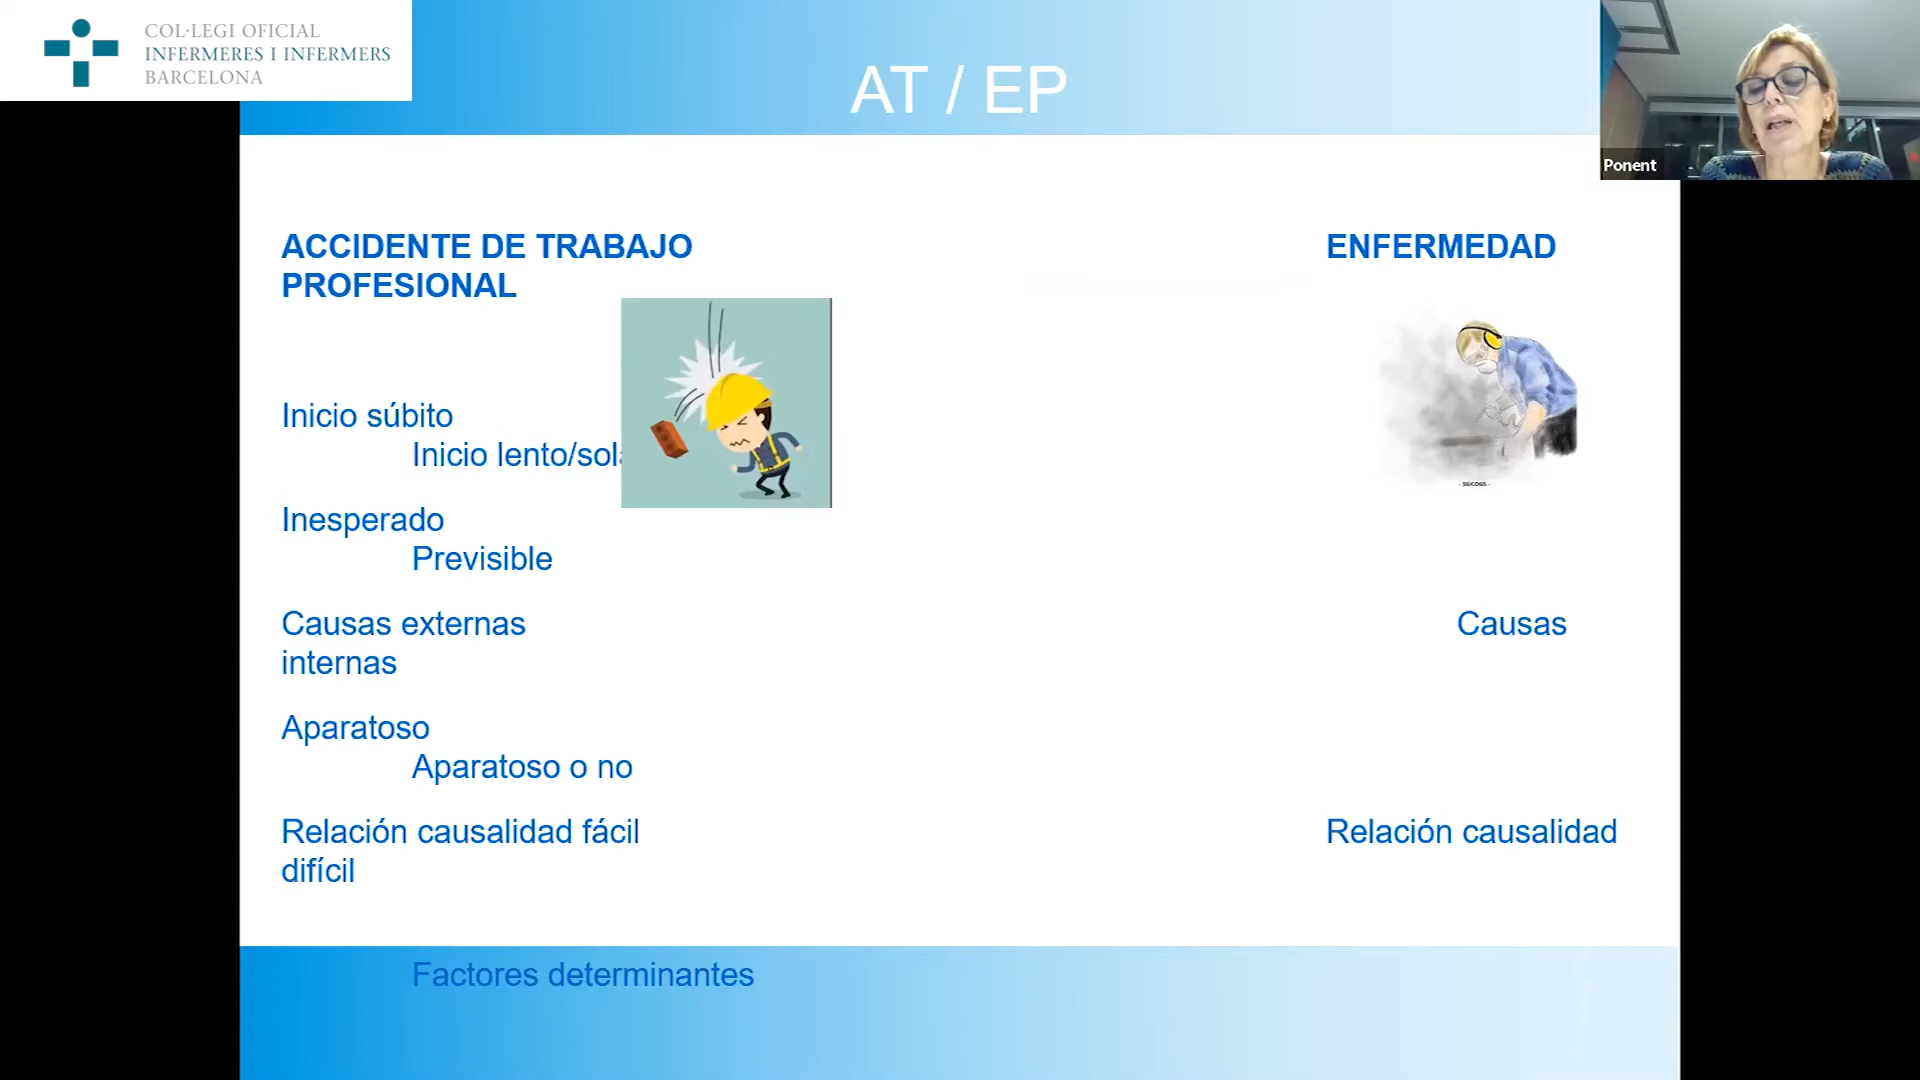 COL·LEGI OFICIAL
INFERMERES I INFERMERS
BARCELONA
AT / EP
Ponent
ACCIDENTE DE TRABAJO ENFERMEDAD
PROFESIONAL
Inicio súbito
Inicio lento/sol
Inesperado
Previsible
Causas externas Causas
internas
Aparatoso
Aparatoso o no
Relación causalidad fácil Relación causalidad
difícil
Factores determinantes
- SILICOSIS -